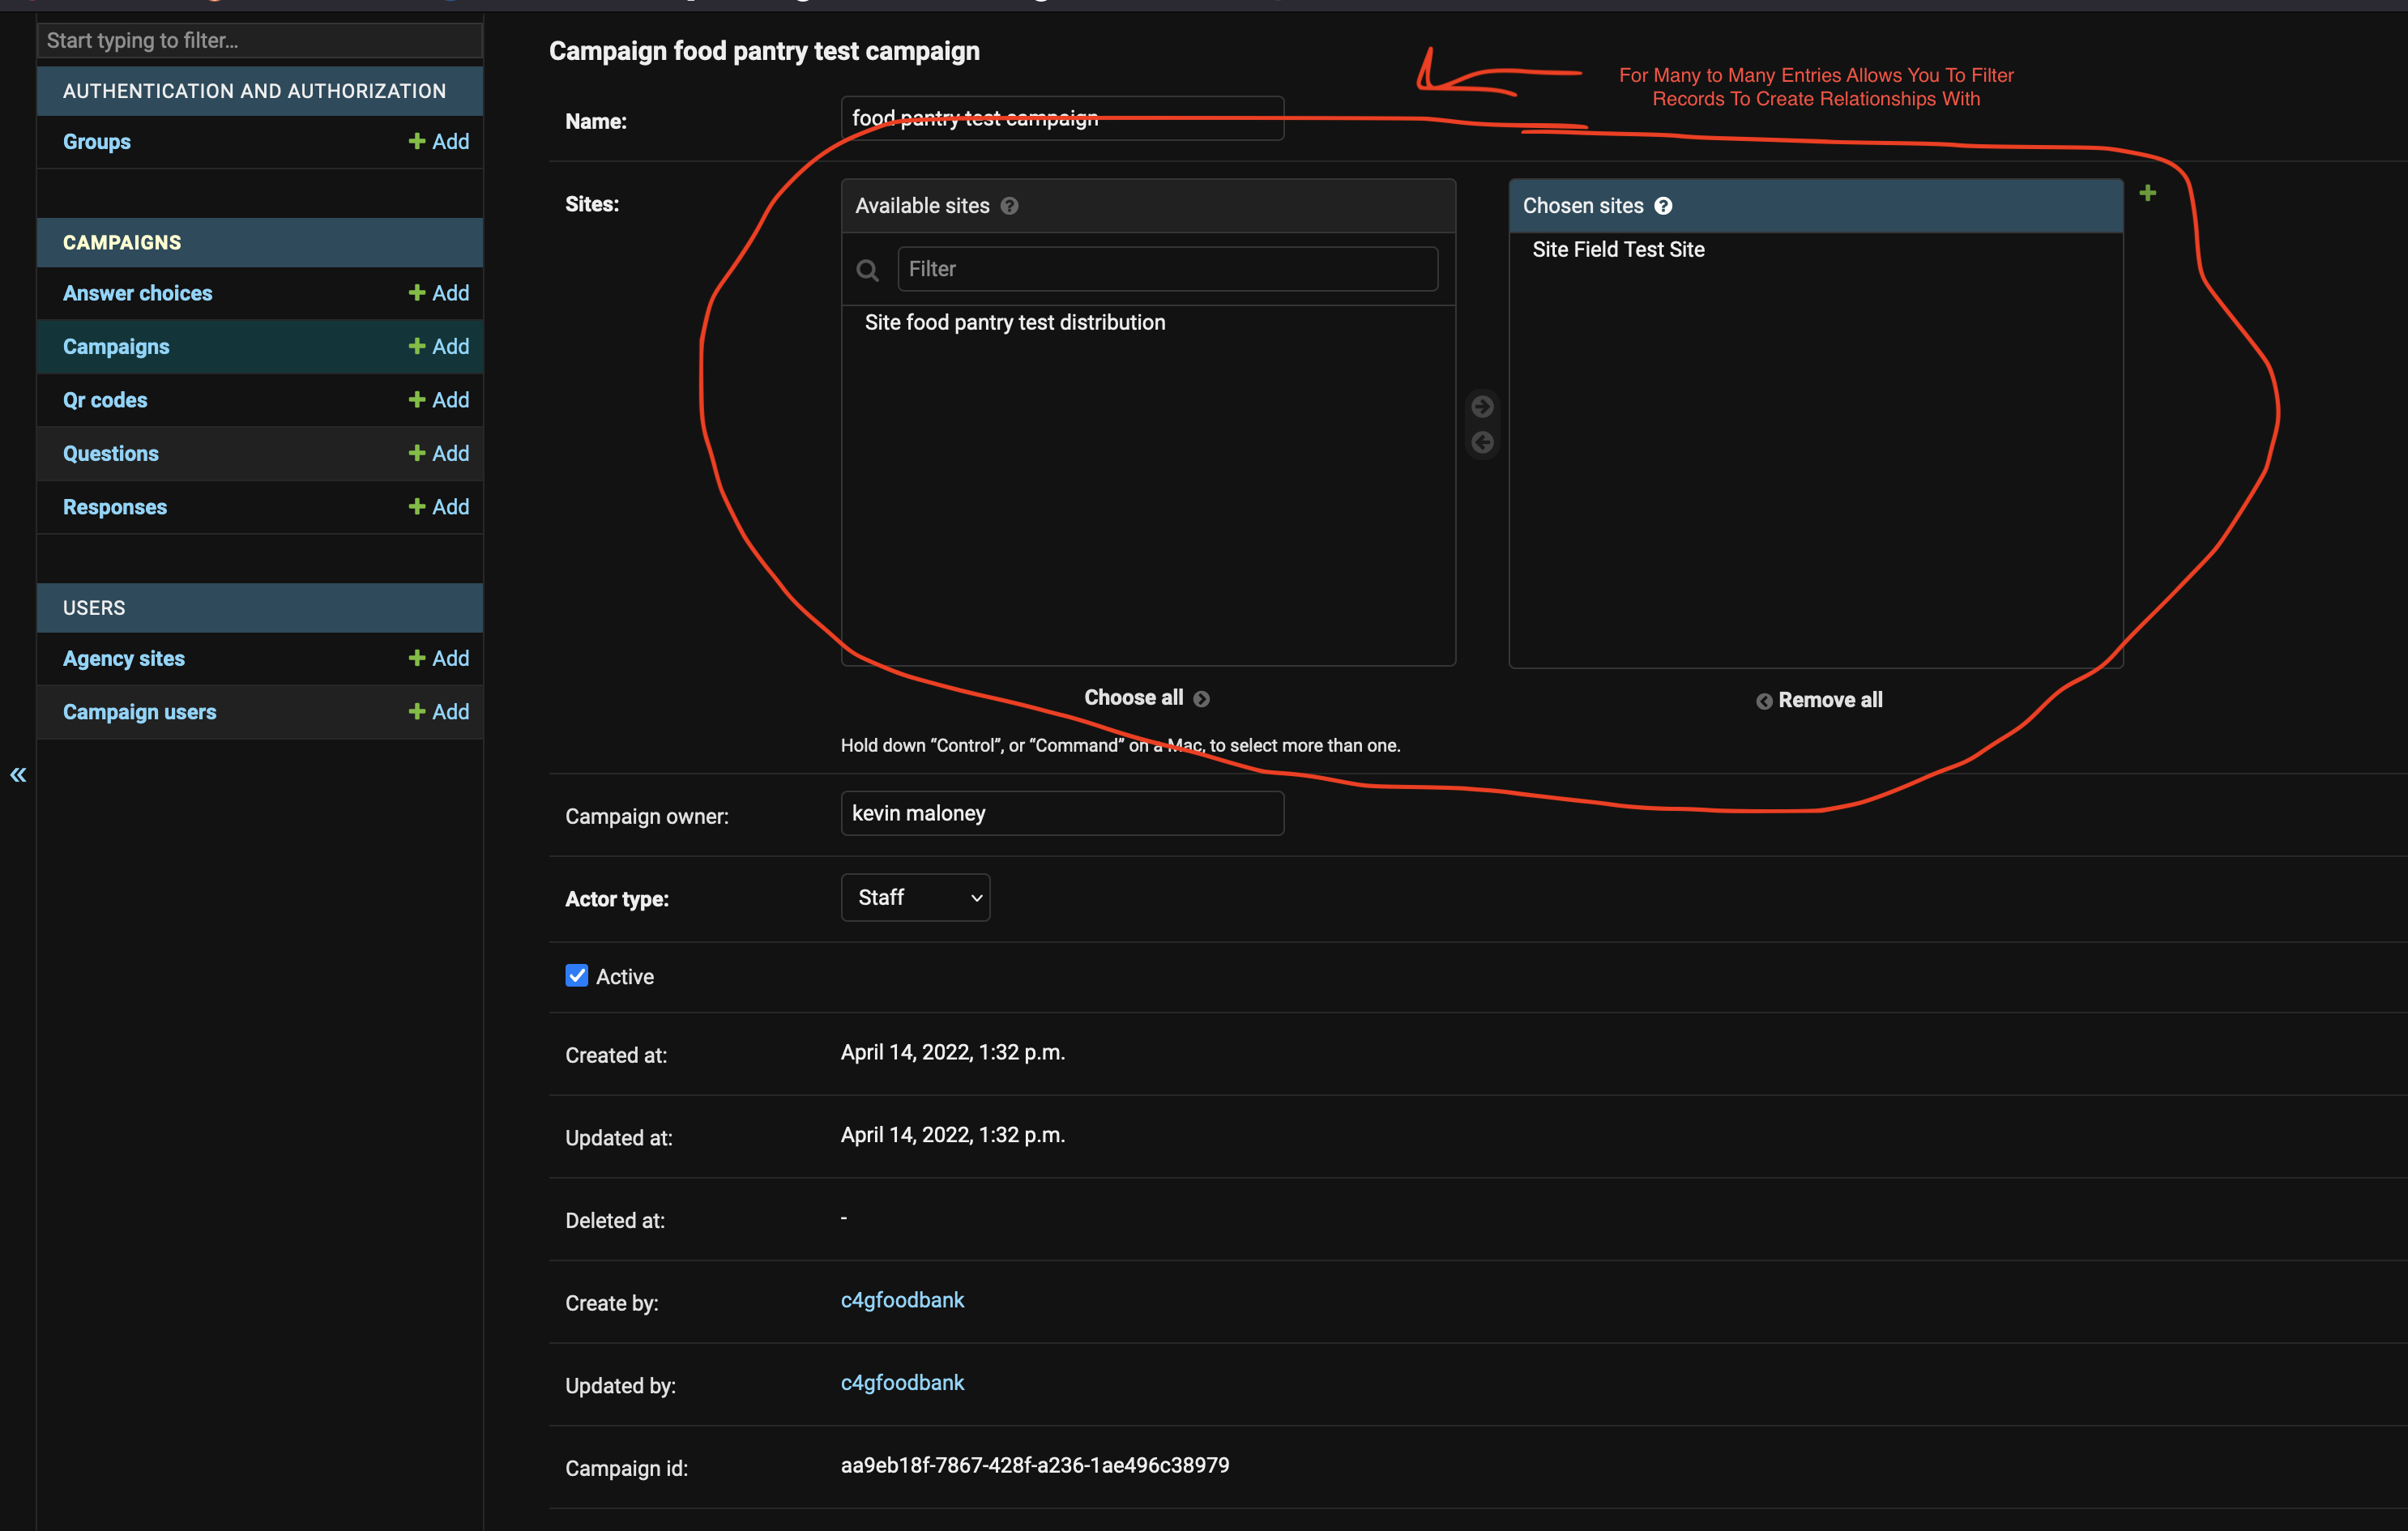 Start typing to filter...
AUTHENTICATION AND AUTHORIZATION
Groups + Add
CAMPAIGNS
Answer choices + Add
Campaigns + Add
Qr codes + Add
Questions + Add
Responses + Add
USERS
Agency sites + Add
Campaign users + Add
«
Campaign food pantry test campaign
For Many to Many Entries Allows You To Filter
Records To Create Relationships With
Name: food pantry test campaign
Sites:
Available sites ?
Filter
Site food pantry test distribution
Choose all
Chosen sites ?
Site Field Test Site
Remove all
Hold down “Control”, or “Command” on a Mac, to select more than one.
Campaign owner: kevin maloney
Actor type: Staff
Active
Created at: April 14, 2022, 1:32 p.m.
Updated at: April 14, 2022, 1:32 p.m.
Deleted at: -
Create by: c4gfoodbank
Updated by: c4gfoodbank
Campaign id: aa9eb18f-7867-428f-a236-1ae496c38979